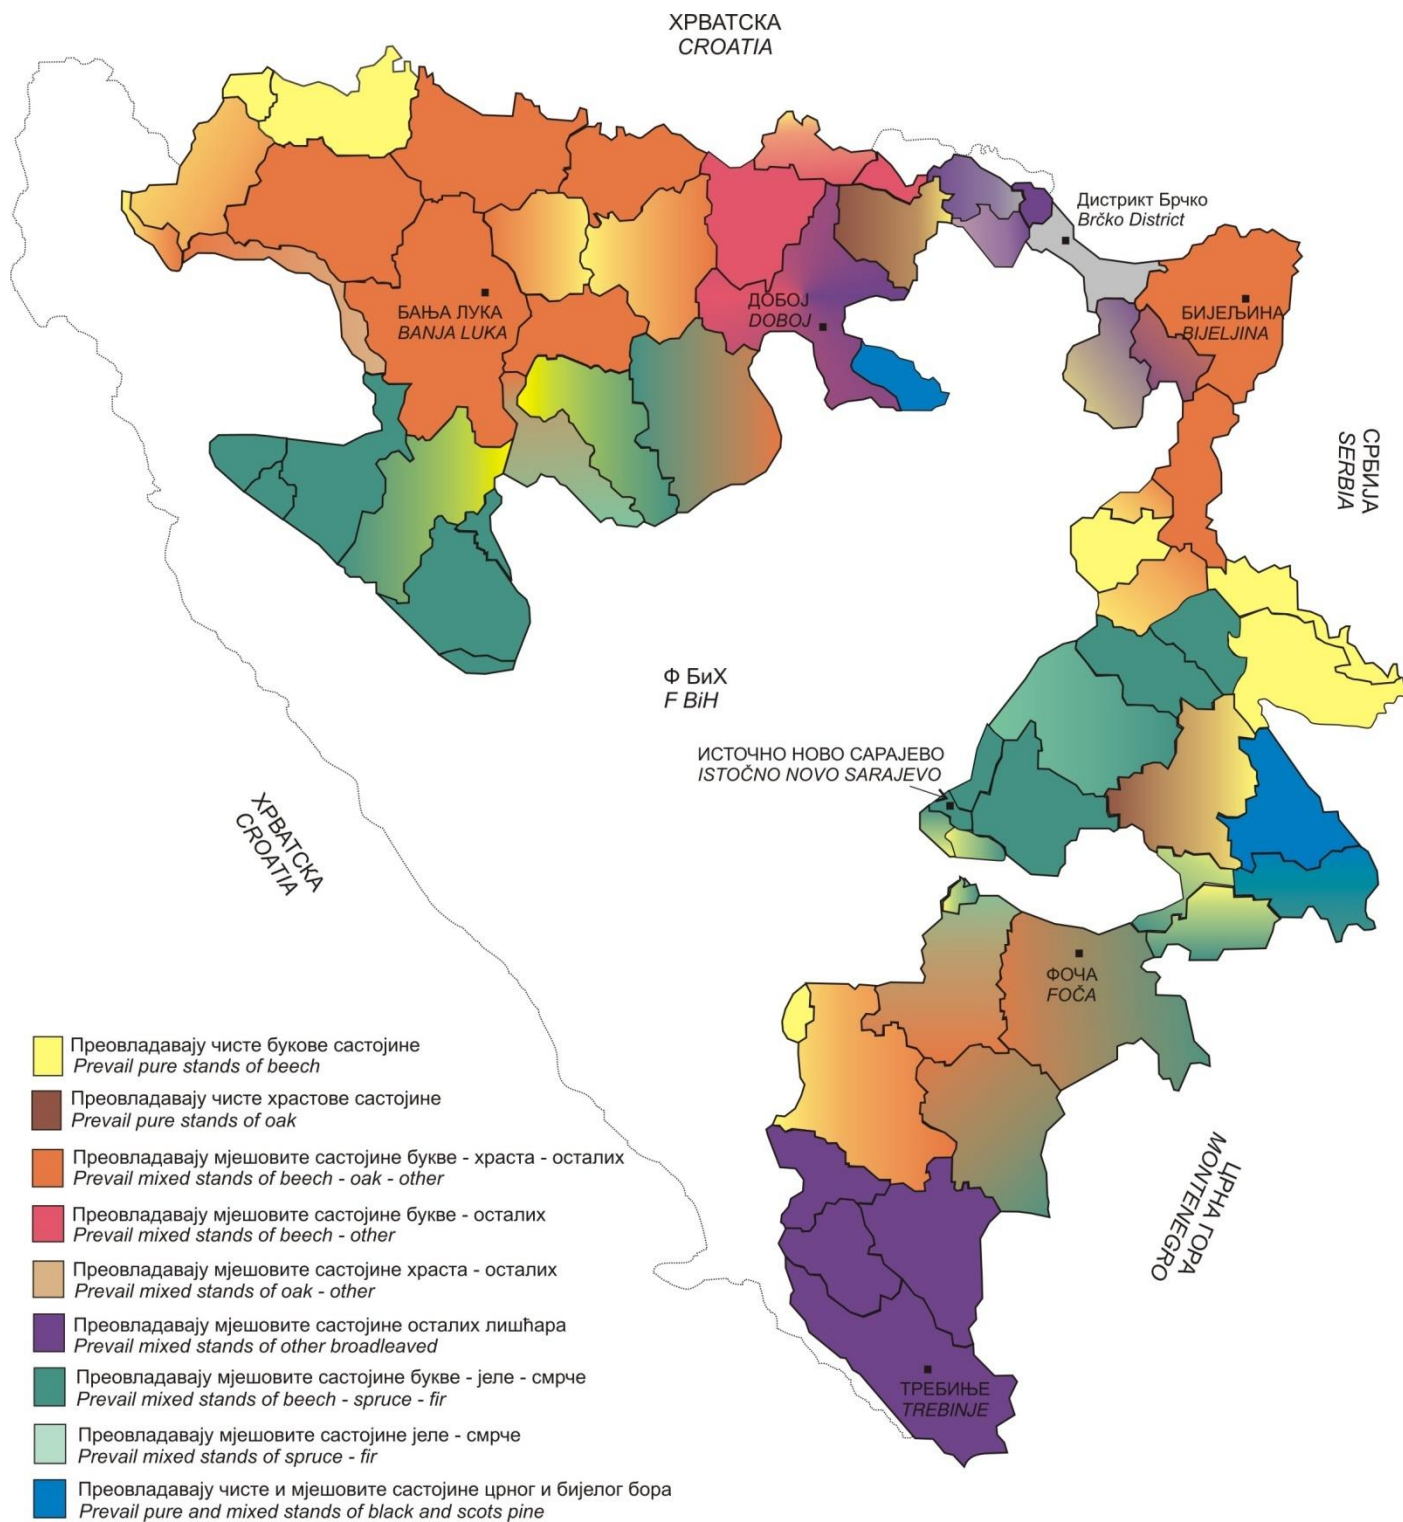 ХРВАТСКА
CROATIA
Дистрикт Брчко
Brčko District
БАЊА ЛУКА
BANJA LUKA
ДОБОЈ
DOBOJ
БИЈЕЉИНА
BIJELJINA
СРБИЈА
SERBIA
Ф БиХ
F BiH
ИСТОЧНО НОВО САРАЈЕВО
ISTOČNO NOVO SARAJEVO
ХРВАТСКА
CROATIA
ФОЧА
FOČA
ЦРНА ГОРА
MONTENEGRO
ТРЕБИЊЕ
TREBINJE
Преовладавају чисте букове састојине
Prevail pure stands of beech
Преовладавају чисте храстове састојине
Prevail pure stands of oak
Преовладавају мјешовите састојине букве - храста - осталих
Prevail mixed stands of beech - oak - other
Преовладавају мјешовите састојине букве - осталих
Prevail mixed stands of beech - other
Преовладавају мјешовите састојине храста - осталих
Prevail mixed stands of oak - other
Преовладавају мјешовите састојине осталих лишћара
Prevail mixed stands of other broadleaved
Преовладавају мјешовите састојине букве - јеле - смрче
Prevail mixed stands of beech - spruce - fir
Преовладавају мјешовите састојине јеле - смрче
Prevail mixed stands of spruce - fir
Преовладавају чисте и мјешовите састојине црног и бијелог бора
Prevail pure and mixed stands of black and scots pine